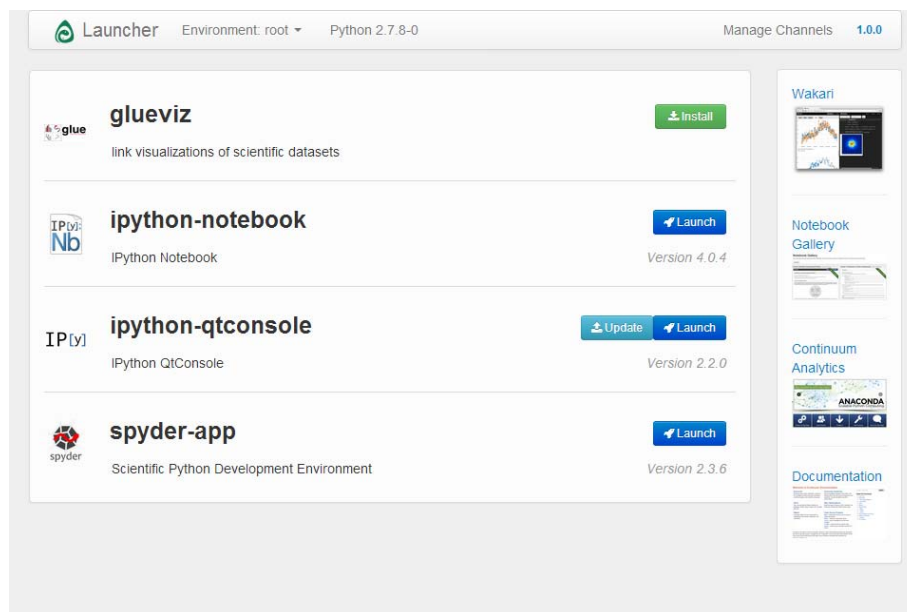 Launcher Environment: root Python 2.7.8-0 Manage Channels 1.0.0
glue
glueviz
Install
link visualizations of scientific datasets
IP[y]:
Nb
ipython-notebook
Launch
IPython Notebook
Version 4.0.4
IP[y]
ipython-qtconsole
Update Launch
IPython QtConsole
Version 2.2.0
spyder
spyder-app
Launch
Scientific Python Development Environment
Version 2.3.6
Wakari
Notebook
Gallery
Notebook Gallery
Continuum
Analytics
ANACONDA
Documentation